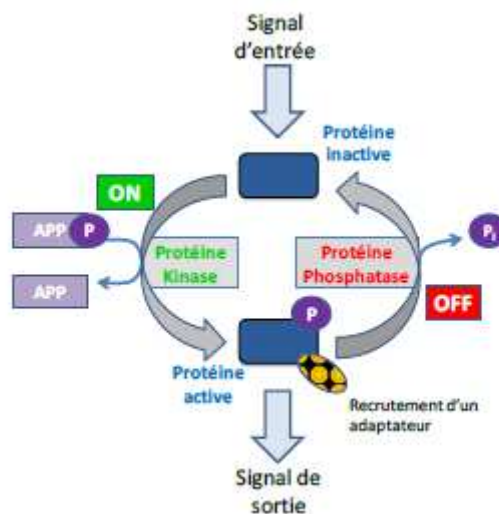 Signal
d'entrée
Protéine
inactive
ON
APP P
APP
Protéine
Kinase
Protéine
Phosphatase
Pi
OFF
P
Protéine
active
Recrutement d'un
adaptateur
Signal de
sortie